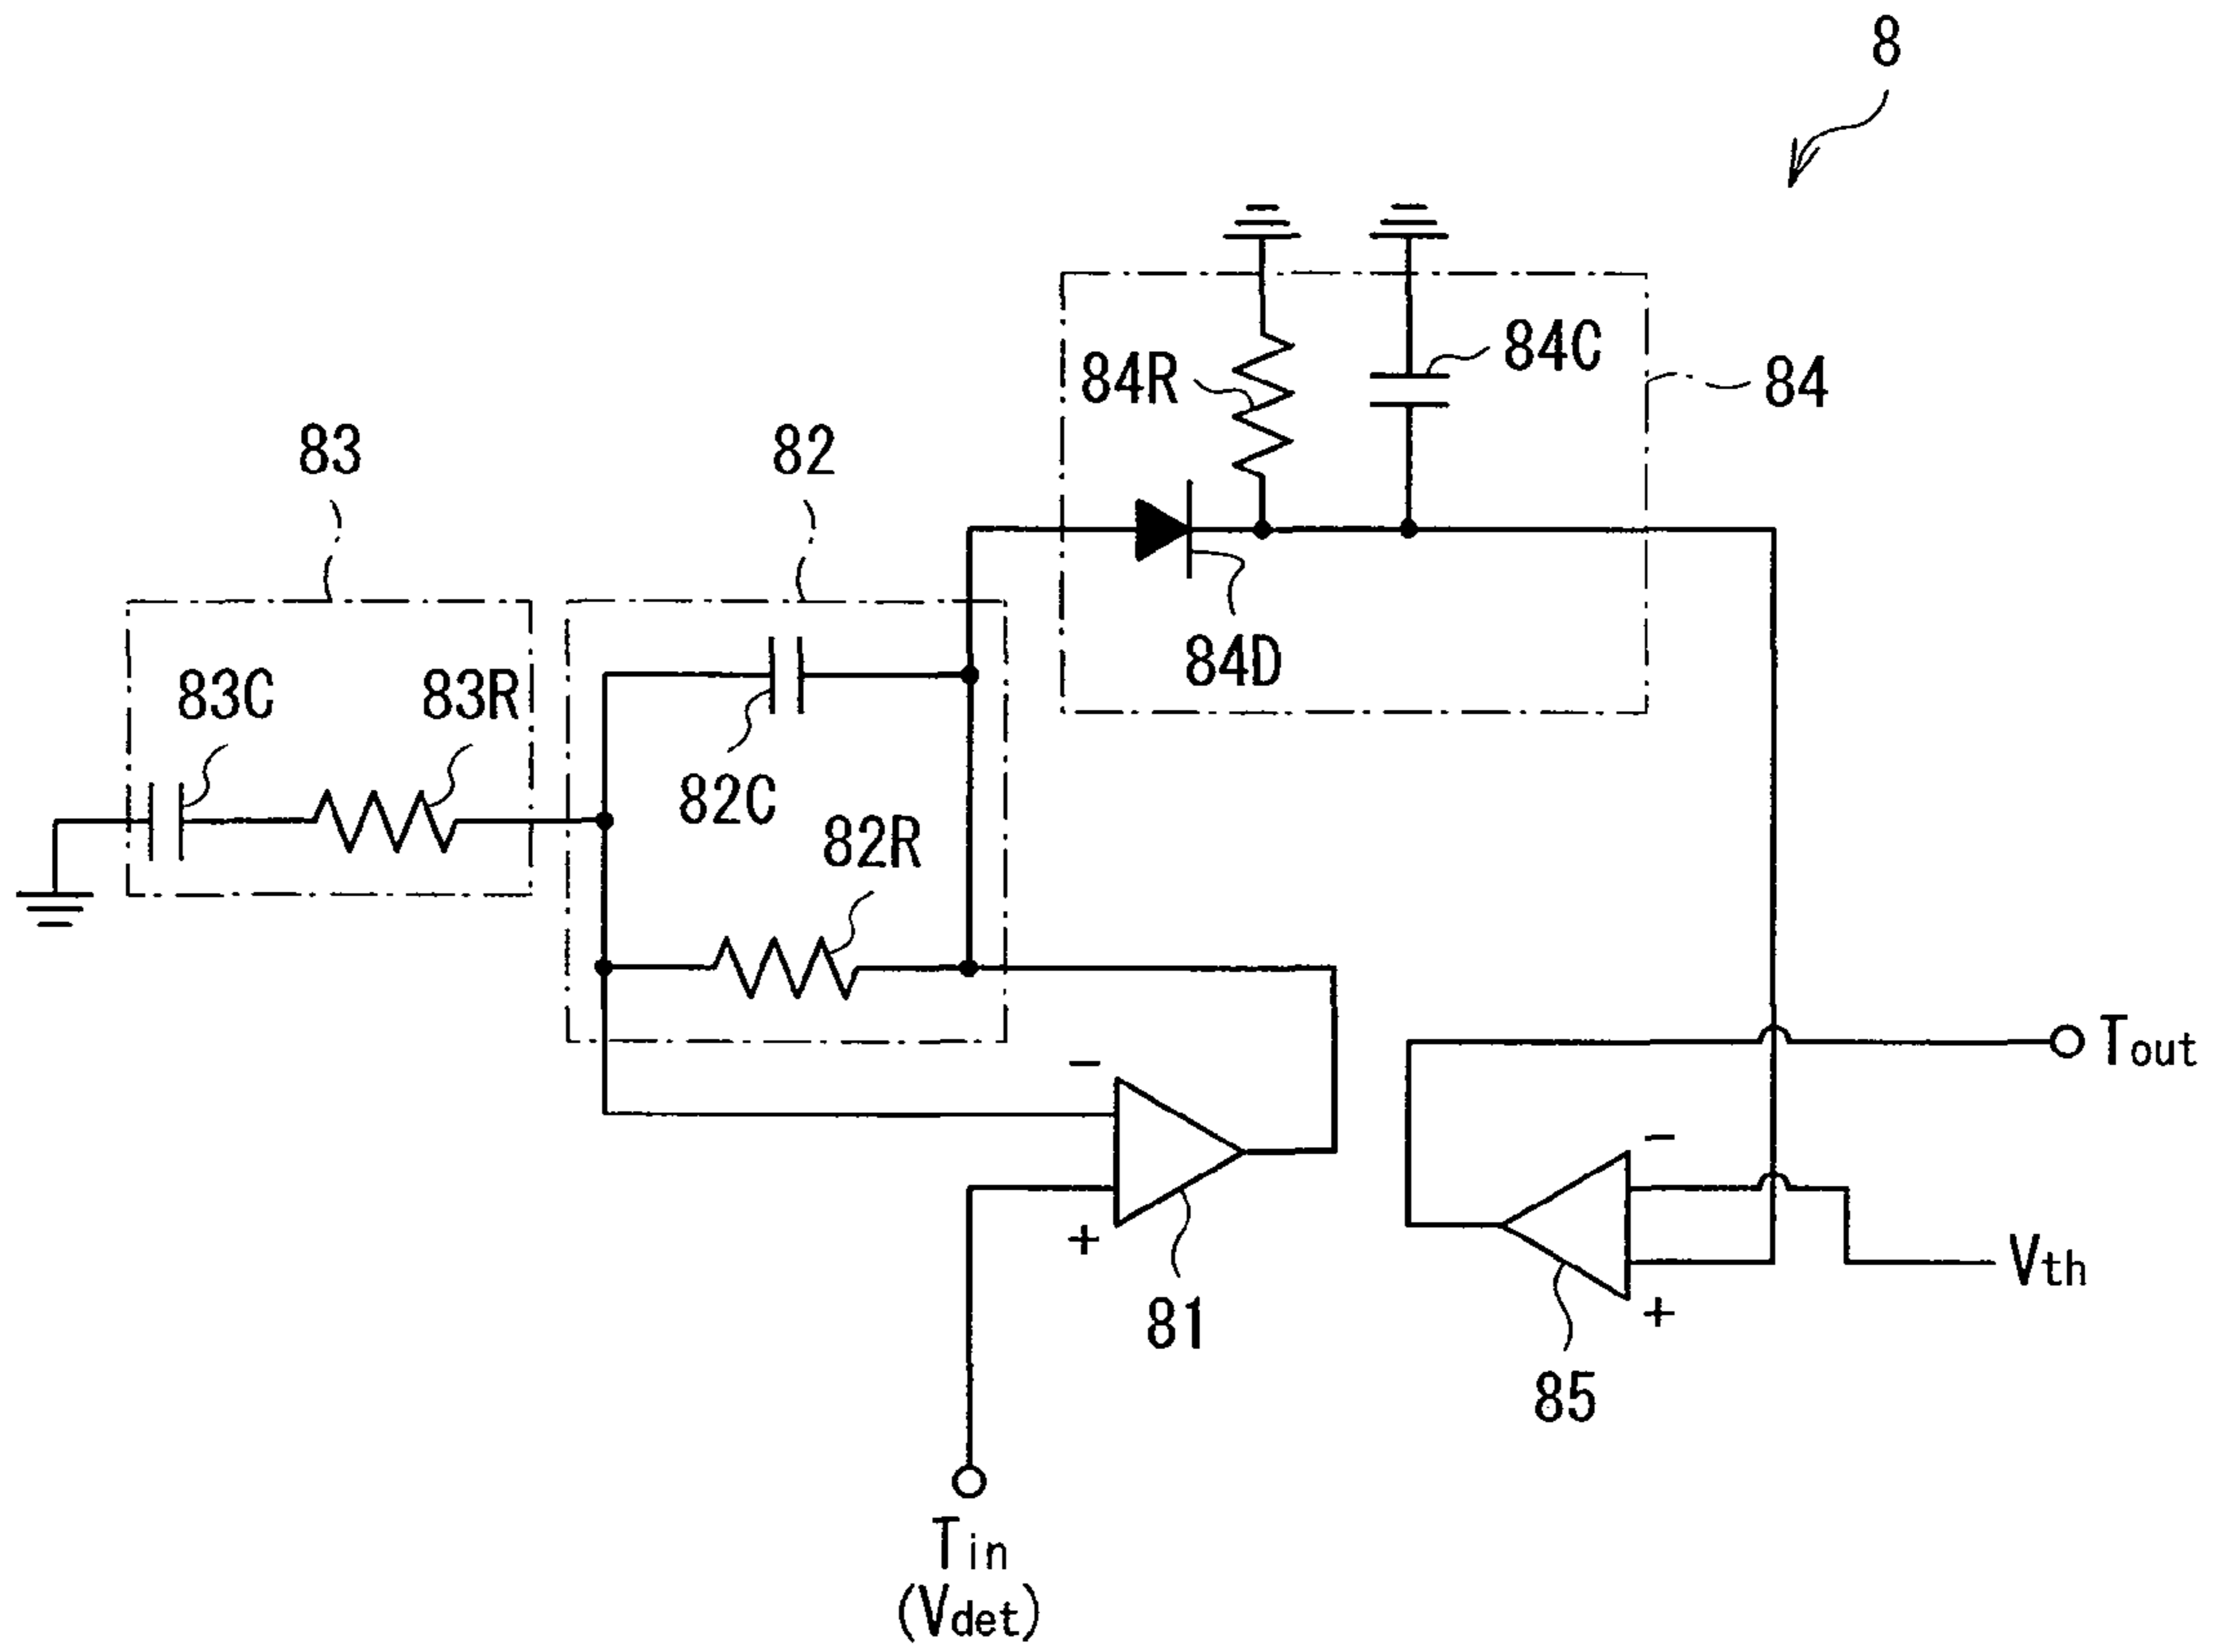 8
84R
84C
84
83
82
84D
83C
83R
82C
82R
Tout
-
-
Vth
+
+
81
85
Tin
(Vdet)